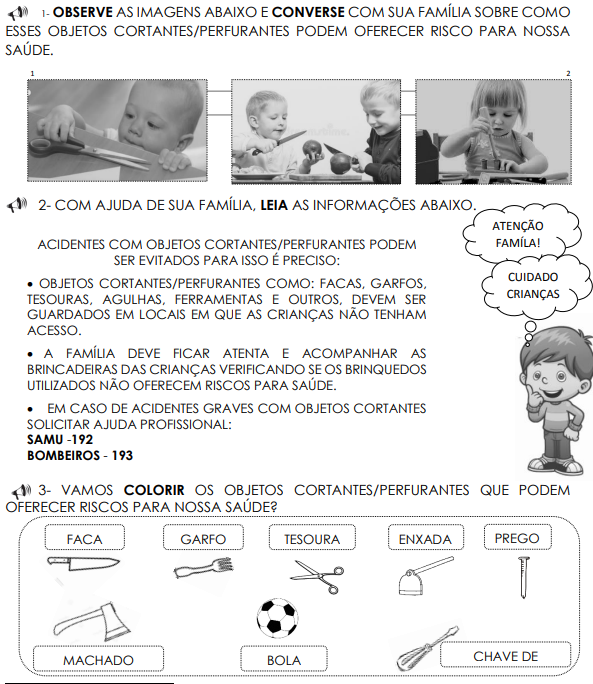 1- OBSERVE AS IMAGENS ABAIXO E CONVERSE COM SUA FAMÍLIA SOBRE COMO
ESSES OBJETOS CORTANTES/PERFURANTES PODEM OFERECER RISCO PARA NOSSA
SAÚDE.
1
2
2- COM AJUDA DE SUA FAMÍLIA, LEIA AS INFORMAÇÕES ABAIXO.
ATENÇÃO
FAMÍLA!
CUIDADO
CRIANÇAS
ACIDENTES COM OBJETOS CORTANTES/PERFURANTES PODEM
SER EVITADOS PARA ISSO É PRECISO:
• OBJETOS CORTANTES/PERFURANTES COMO: FACAS, GARFOS,
TESOURAS, AGULHAS, FERRAMENTAS E OUTROS, DEVEM SER
GUARDADOS EM LOCAIS EM QUE AS CRIANÇAS NÃO TENHAM
ACESSO.
• A FAMÍLIA DEVE FICAR ATENTA E ACOMPANHAR AS
BRINCADEIRAS DAS CRIANÇAS VERIFICANDO SE OS BRINQUEDOS
UTILIZADOS NÃO OFERECEM RISCOS PARA SAÚDE.
• EM CASO DE ACIDENTES GRAVES COM OBJETOS CORTANTES
SOLICITAR AJUDA PROFISSIONAL:
SAMU -192
BOMBEIROS - 193
3- VAMOS COLORIR OS OBJETOS CORTANTES/PERFURANTES QUE PODEM
OFERECER RISCOS PARA NOSSA SAÚDE?
FACA
GARFO
TESOURA
ENXADA
PREGO
MACHADO
BOLA
CHAVE DE